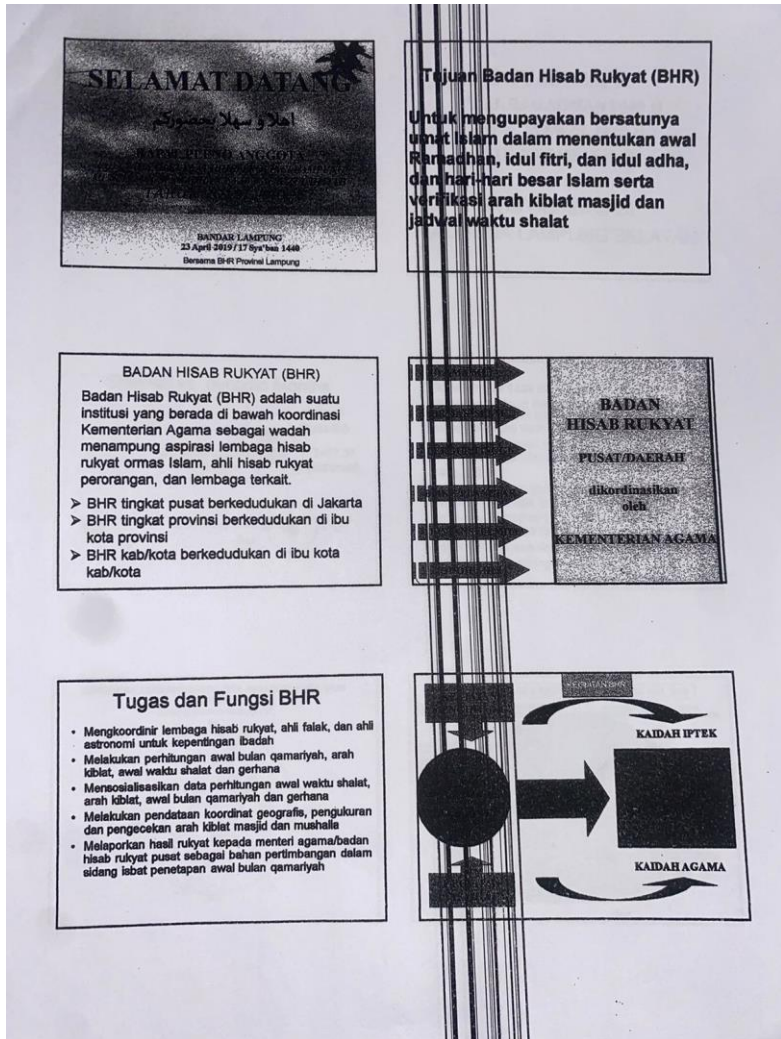 SELAMAT DATANG
اهلا و سهلا بحضوركم
RAPAT PLENO ANGGOTA
BANDAR LAMPUNG
23 April 2019 / 17 Sya'ban 1440
Bersama BHR Provinsi Lampung
Tujuan Badan Hisab Rukyat (BHR)
Untuk mengupayakan bersatunya
umat Islam dalam menentukan awal
Ramadhan, idul fitri, dan idul adha,
dan hari-hari besar Islam serta
verifikasi arah kiblat masjid dan
jadwal waktu shalat
BADAN HISAB RUKYAT (BHR)
Badan Hisab Rukyat (BHR) adalah suatu
institusi yang berada di bawah koordinasi
Kementerian Agama sebagai wadah
menampung aspirasi lembaga hisab
rukyat ormas Islam, ahli hisab rukyat
perorangan, dan lembaga terkait.
➢ BHR tingkat pusat berkedudukan di Jakarta
➢ BHR tingkat provinsi berkedudukan di ibu
kota provinsi
➢ BHR kab/kota berkedudukan di ibu kota
kab/kota
BADAN
HISAB RUKYAT
PUSAT/DAERAH
dikordinasikan
oleh
KEMENTERIAN AGAMA
Tugas dan Fungsi BHR
• Mengkoordinir lembaga hisab rukyat, ahli falak, dan ahli
astronomi untuk kepentingan ibadah
• Melakukan perhitungan awal bulan qamariyah, arah
kiblat, awal waktu shalat dan gerhana
• Mensosialisasikan data perhitungan awal waktu shalat,
arah kiblat, awal bulan qamariyah dan gerhana
• Melakukan pendataan koordinat geografis, pengukuran
dan pengecekan arah kiblat masjid dan mushalla
• Melaporkan hasil rukyat kepada menteri agama/badan
hisab rukyat pusat sebagai bahan pertimbangan dalam
sidang isbat penetapan awal bulan qamariyah
KEGIATAN BHR
KAIDAH IPTEK
KAIDAH AGAMA